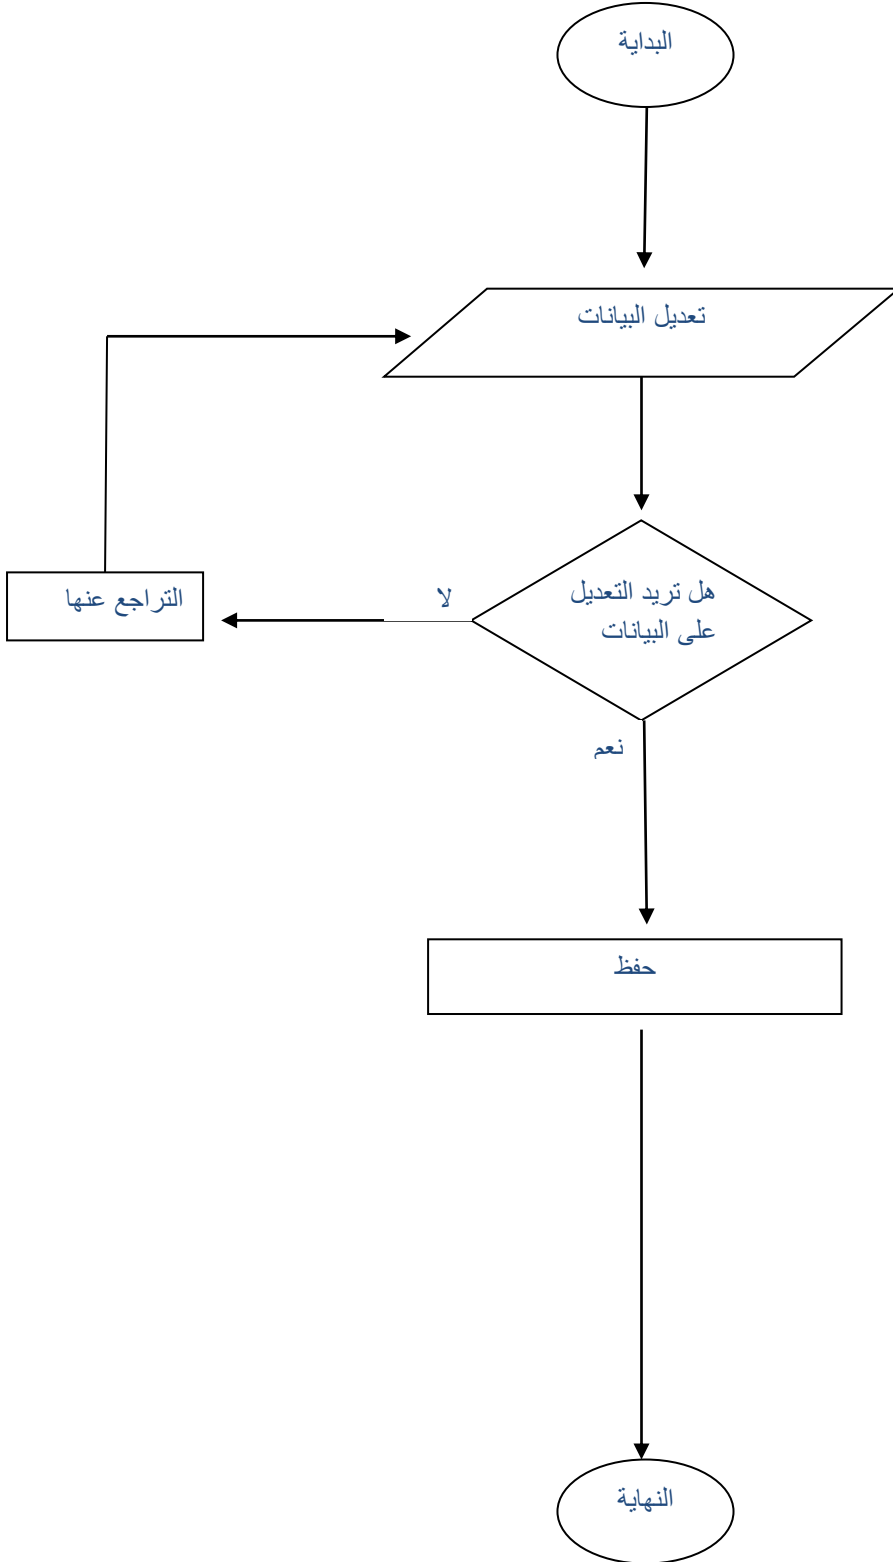 البداية
تعديل البيانات
هل تريد التعديل
على البيانات
لا
التراجع عنها
نعم
حفظ
النهاية